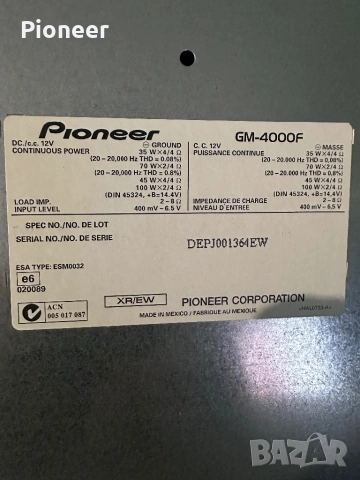 Pioneer
Pioneer
GM-4000F
DC./c.c. 12V ⊖ GROUND
CONTINUOUS POWER 35 W×4/4 Ω
(20 – 20,000 Hz THD = 0.08%)
70 W×2/4 Ω
(20 – 20,000 Hz THD = 0.8%)
45 W×4/4 Ω
100 W×2/4 Ω
(DIN 45324, +B=14.4V)
LOAD IMP. 2 – 8 Ω
INPUT LEVEL 400 mV – 6.5 V
C. C. 12V ⊖ MASSE
PUISSANCE CONTINUE 35 W×4/4 Ω
(20 – 20,000 Hz THD = 0.08%)
70 W×2/4 Ω
(20 – 20,000 Hz THD = 0.8%)
45 W×4/4 Ω
100 W×2/4 Ω
(DIN 45324, +B=14.4V)
IMPÉDANCE DE CHARGE 2 – 8 Ω
NIVEAU D'ENTRÉE 400 mV – 6.5 V
SPEC NO./NO. DE LOT
SERIAL NO./NO. DE SERIE
DEPJ001364EW
ESA TYPE: ESM0032
e6
020089
ACN
005 017 087
XR/EW
PIONEER CORPORATION
MADE IN MEXICO / FABRIQUÉ AU MEXIQUE
BAZAR